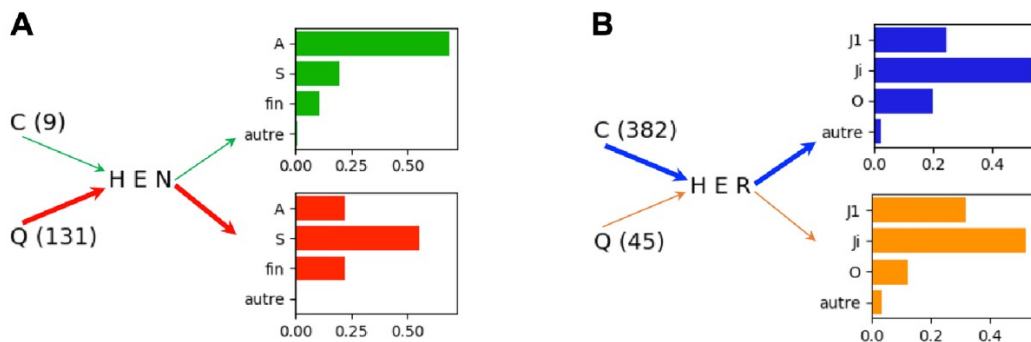 A
B
A
S
fin
autre
0.00 0.25 0.50
C (9)
H E N
Q (131)
A
S
fin
autre
0.00 0.25 0.50
J1
Ji
O
autre
0.0 0.2 0.4
C (382)
H E R
Q (45)
J1
Ji
O
autre
0.0 0.2 0.4